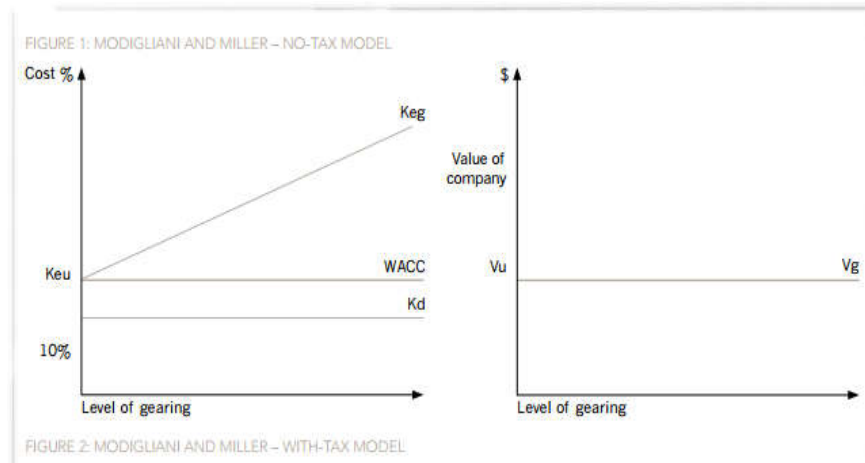 FIGURE 1: MODIGLIANI AND MILLER – NO-TAX MODEL
Cost %
Keg
Keu
WACC
Kd
10%
Level of gearing
$
Value of
company
Vu
Vg
Level of gearing
FIGURE 2: MODIGLIANI AND MILLER – WITH-TAX MODEL